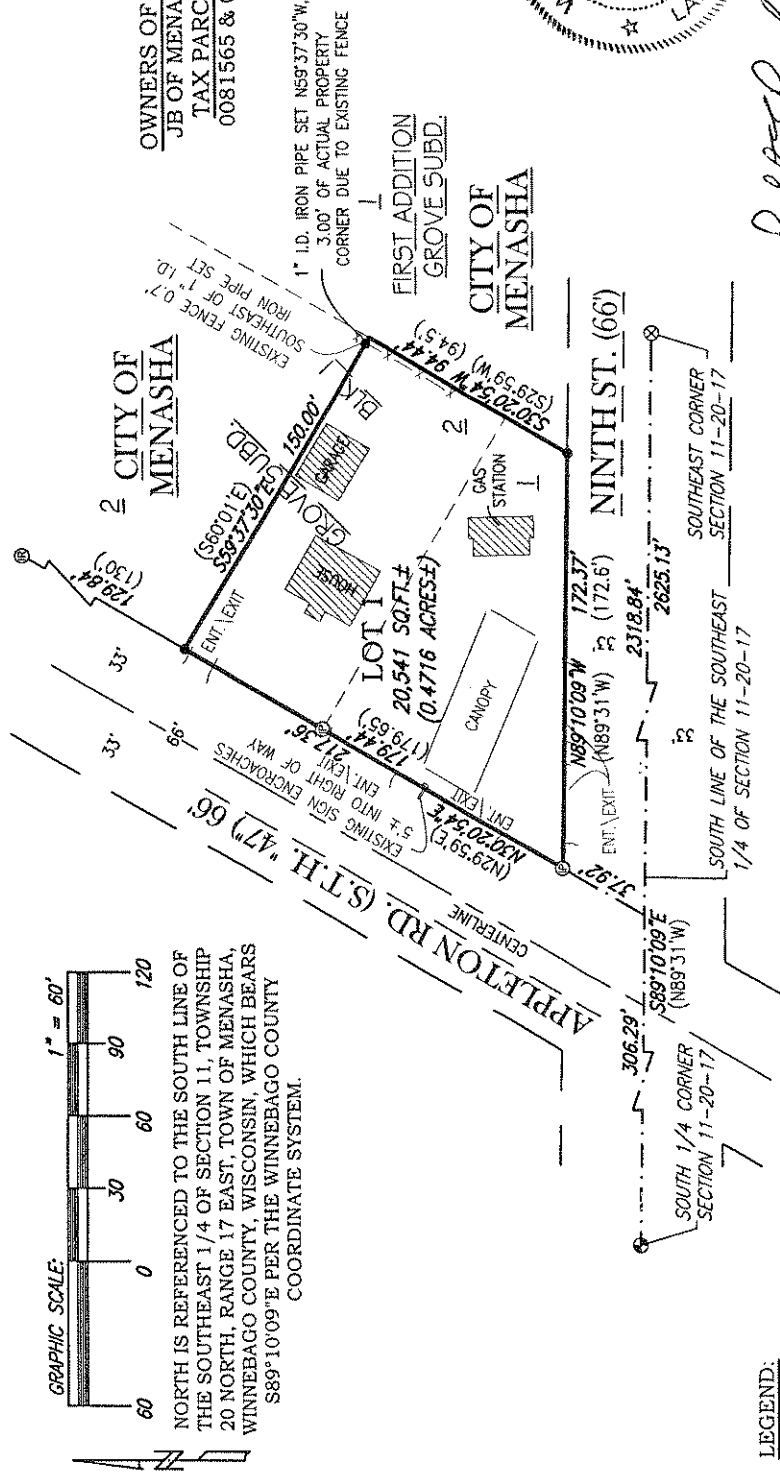 GRAPHIC SCALE:
1" = 60'
60 0 30 60 90 120
NORTH IS REFERENCED TO THE SOUTH LINE OF
THE SOUTHEAST 1/4 OF SECTION 11, TOWNSHIP
20 NORTH, RANGE 17 EAST, TOWN OF MENASHA,
WINNEBAGO COUNTY, WISCONSIN, WHICH BEARS
S89°10'09"E PER THE WINNEBAGO COUNTY
COORDINATE SYSTEM.
OWNERS OF
JB OF MENA
TAX PARC
0081565 &
1" I.D. IRON PIPE SET N59°37'30"W,
3.00' OF ACTUAL PROPERTY
CORNER DUE TO EXISTING FENCE
EXISTING FENCE 0.7'
SOUTHEAST OF 1" I.D.
IRON PIPE SET
2
CITY OF
MENASHA
129.84'
(130')
33'
33'
66'
S59°37'30"E 150.00'
(S60°01'E)
GROVE SUBD.
BLK 1
1
FIRST ADDITION
GROVE SUBD.
CITY OF
MENASHA
S30°20'54"W 94.44'
(S29°59'W) (94.5')
ENT.\EXIT
HOUSE
GARAGE
2
LOT 1
20,541 SQ.FT.±
(0.4716 ACRES±)
GAS
STATION
1
CANOPY
APPLETON RD. (S.T.H. "47") 66'
CENTERLINE
EXISTING SIGN ENCROACHES
5'± INTO RIGHT OF WAY
ENT.\EXIT
217.36'
179.44'
(179.65')
N30°20'54"E
(N29°59'E)
ENT.\EXIT
N89°10'09"W 172.37'
(N89°31'W) 33' (172.6')
ENT.\EXIT
NINTH ST. (66')
37.92'
306.29'
S89°10'09"E
(N89°31'W)
2318.84'
2625.13'
33'
SOUTH 1/4 CORNER
SECTION 11-20-17
SOUTH LINE OF THE SOUTHEAST
1/4 OF SECTION 11-20-17
SOUTHEAST CORNER
SECTION 11-20-17
LEGEND: